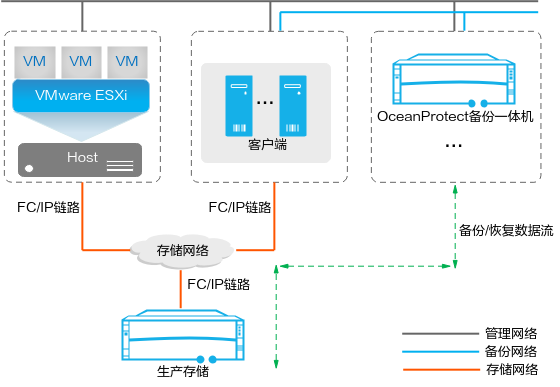 VM VM VM
VMware ESXi
Host
...
客户端
OceanProtect备份一体机
...
FC/IP链路
FC/IP链路
备份/恢复数据流
存储网络
FC/IP链路
生产存储
管理网络
备份网络
存储网络